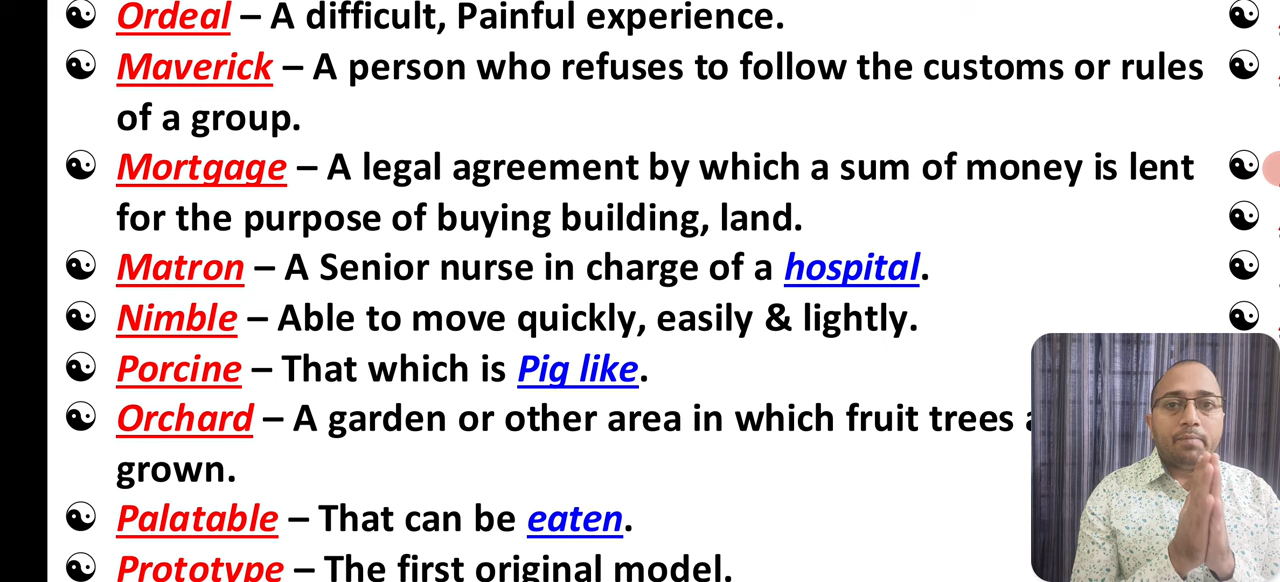 Ordeal – A difficult, Painful experience.
Maverick – A person who refuses to follow the customs or rules
of a group.
Mortgage – A legal agreement by which a sum of money is lent
for the purpose of buying building, land.
Matron – A Senior nurse in charge of a hospital.
Nimble – Able to move quickly, easily & lightly.
Porcine – That which is Pig like.
Orchard – A garden or other area in which fruit trees
grown.
Palatable – That can be eaten.
Prototype – The first original model.